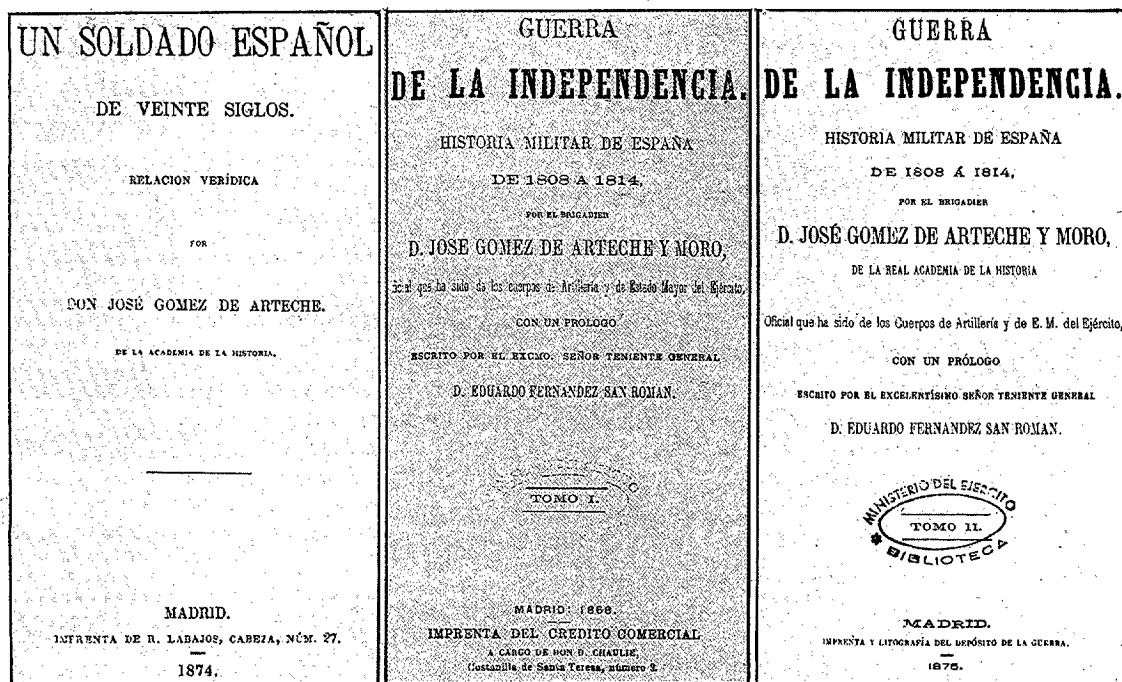 UN SOLDADO ESPAÑOL
DE VEINTE SIGLOS.
RELACION VERÍDICA
POR
DON JOSÉ GOMEZ DE ARTECHE.
DE LA ACADEMIA DE LA HISTORIA.
MADRID.
IMPRENTA DE R. LABAJOS, CABEZA, NÚM. 27.
1874.
GUERRA
DE LA INDEPENDENCIA.
HISTORIA MILITAR DE ESPAÑA
DE 1808 A 1814,
POR EL BRIGADIER
D. JOSE GOMEZ DE ARTECHE Y MORO,
icial que ha sido de los cuerpos de Artillería y de Estado Mayor del Ejército,
CON UN PROLOGO
ESCRITO POR EL EXCMO. SEÑOR TENIENTE GENERAL
D. EDUARDO FERNANDEZ SAN ROMAN.
TOMO I.
MADRID: 1868.
IMPRENTA DEL CREDITO COMERCIAL
A CARGO DE DON D. CHAULIE,
Costanilla de Santa Teresa, número 3.
GUERRA
DE LA INDEPENDENCIA.
HISTORIA MILITAR DE ESPAÑA
DE 1808 Á 1814,
POR EL BRIGADIER
D. JOSÉ GOMEZ DE ARTECHE Y MORO,
DE LA REAL ACADEMIA DE LA HISTORIA
Oficial que ha sido de los Cuerpos de Artillería y de E. M. del Ejército,
CON UN PRÓLOGO
ESCRITO POR EL EXCELENTÍSIMO SEÑOR TENIENTE GENERAL
D. EDUARDO FERNANDEZ SAN ROMAN.
MINISTERIO DEL EJERCITO
TOMO II.
* BIBLIOTECA
MADRID.
IMPRENTA Y LITOGRAFÍA DEL DEPÓSITO DE LA GUERRA.
1875.